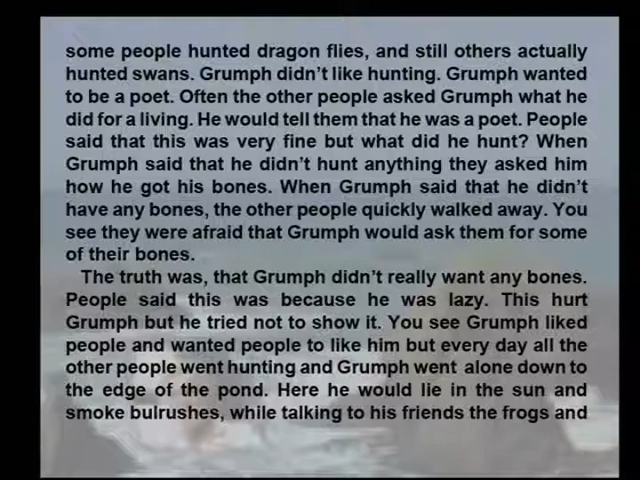 some people hunted dragon flies, and still others actually
hunted swans. Grumph didn't like hunting. Grumph wanted
to be a poet. Often the other people asked Grumph what he
did for a living. He would tell them that he was a poet. People
said that this was very fine but what did he hunt? When
Grumph said that he didn't hunt anything they asked him
how he got his bones. When Grumph said that he didn't
have any bones, the other people quickly walked away. You
see they were afraid that Grumph would ask them for some
of their bones.
The truth was, that Grumph didn't really want any bones.
People said this was because he was lazy. This hurt
Grumph but he tried not to show it. You see Grumph liked
people and wanted people to like him but every day all the
other people went hunting and Grumph went alone down to
the edge of the pond. Here he would lie in the sun and
smoke bulrushes, while talking to his friends the frogs and